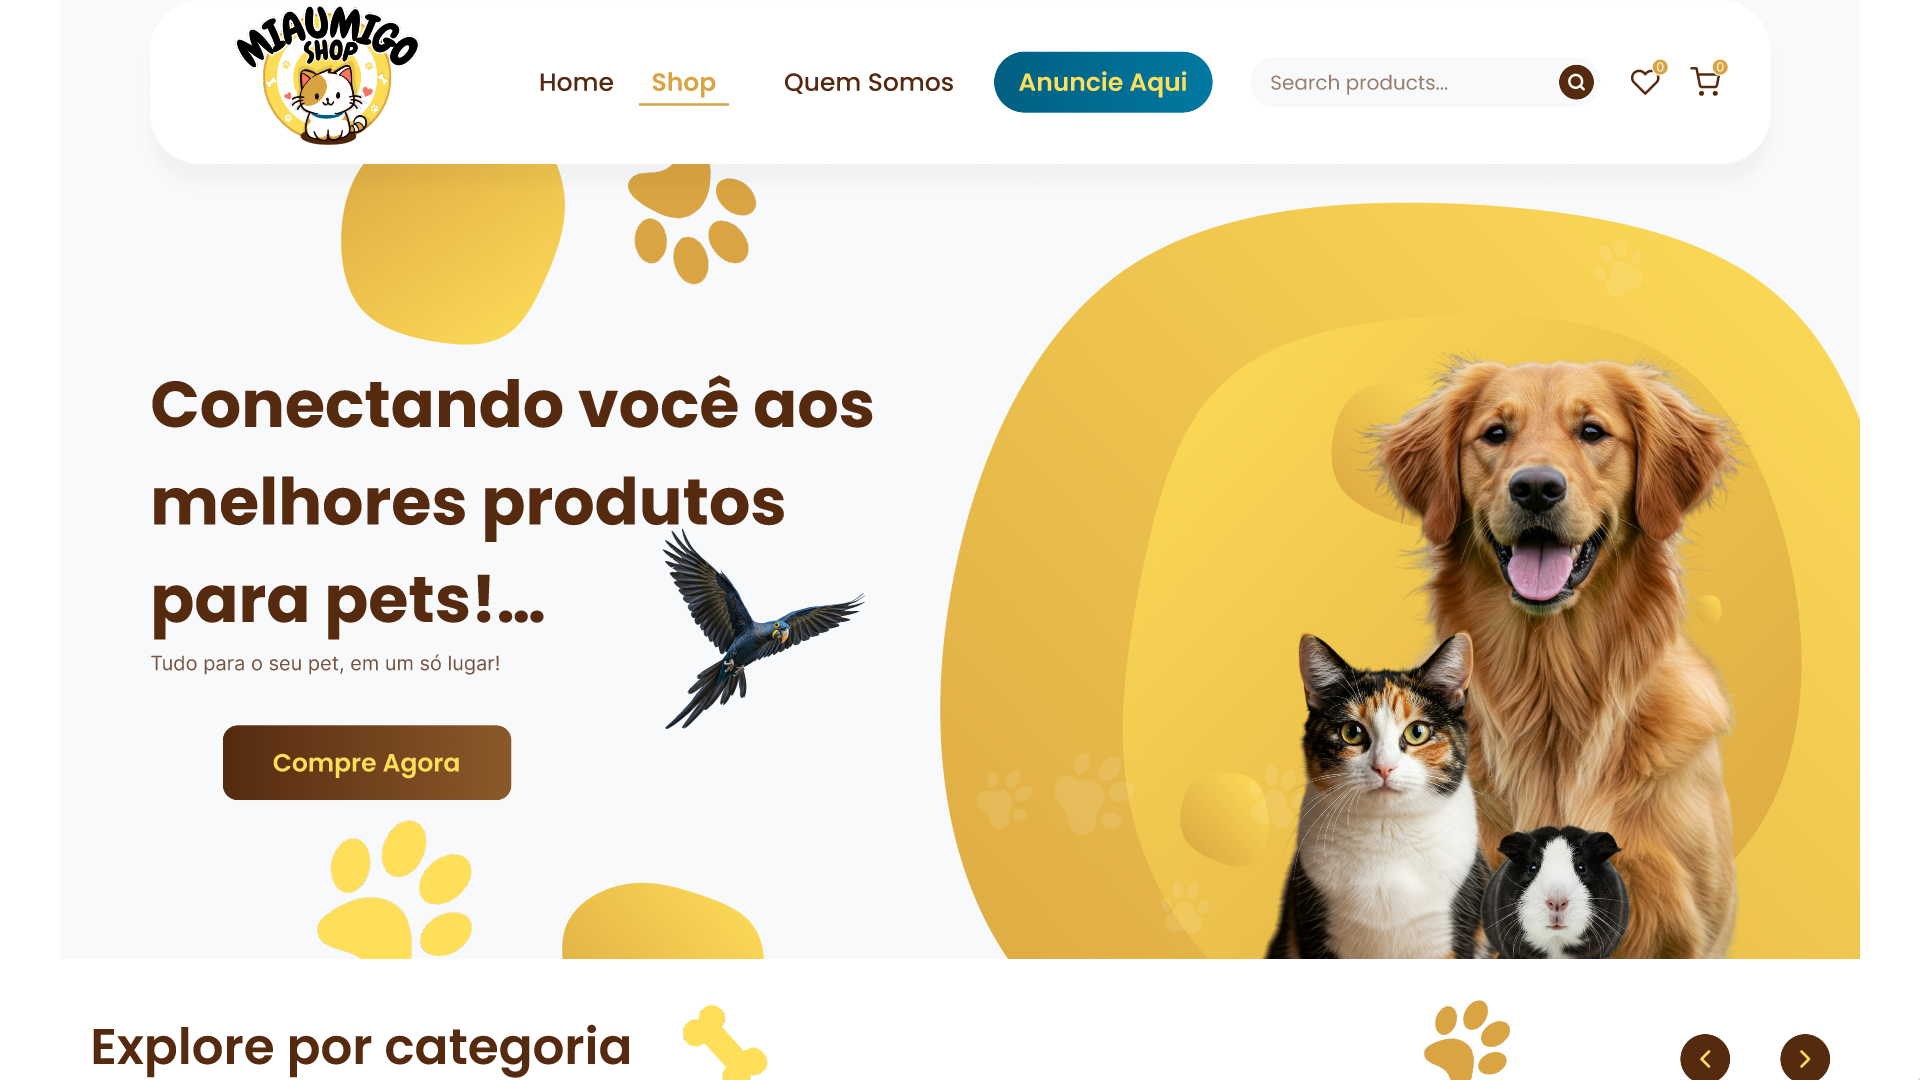 MIAUMIGO
SHOP
Home
Shop
Quem Somos
Anuncie Aqui
Search products...
0
0
Conectando você aos
melhores produtos
para pets!...
Tudo para o seu pet, em um só lugar!
Compre Agora
Explore por categoria